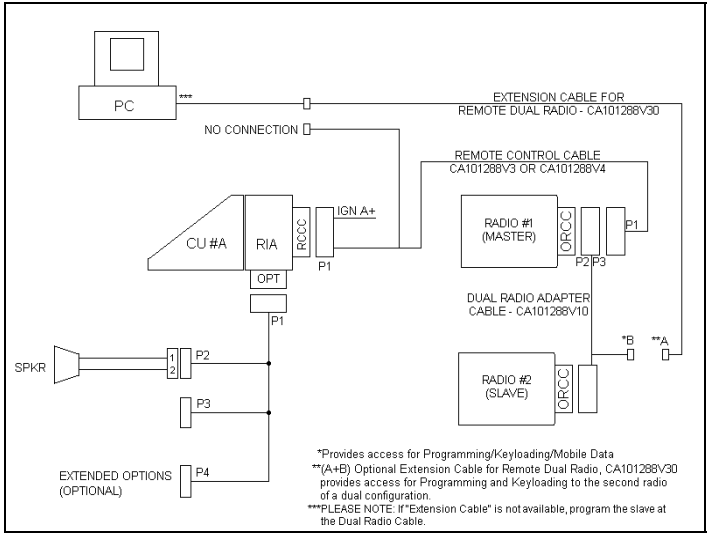 PC
***
EXTENSION CABLE FOR
REMOTE DUAL RADIO - CA101288V30
NO CONNECTION
REMOTE CONTROL CABLE
CA101288V3 OR CA101288V4
CU #A
RIA
RCCC
IGN A+
P1
OPT
P1
RADIO #1
(MASTER)
ORCC
P1
P2
P3
DUAL RADIO ADAPTER
CABLE - CA101288V10
*B
**A
RADIO #2
(SLAVE)
ORCC
SPKR
1
2
P2
P3
EXTENDED OPTIONS
(OPTIONAL)
P4
*Provides access for Programming/Keyloading/Mobile Data
**(A+B) Optional Extension Cable for Remote Dual Radio, CA101288V30
provides access for Programming and Keyloading to the second radio
of a dual configuration.
***PLEASE NOTE: If "Extension Cable" is not available, program the slave at
the Dual Radio Cable.